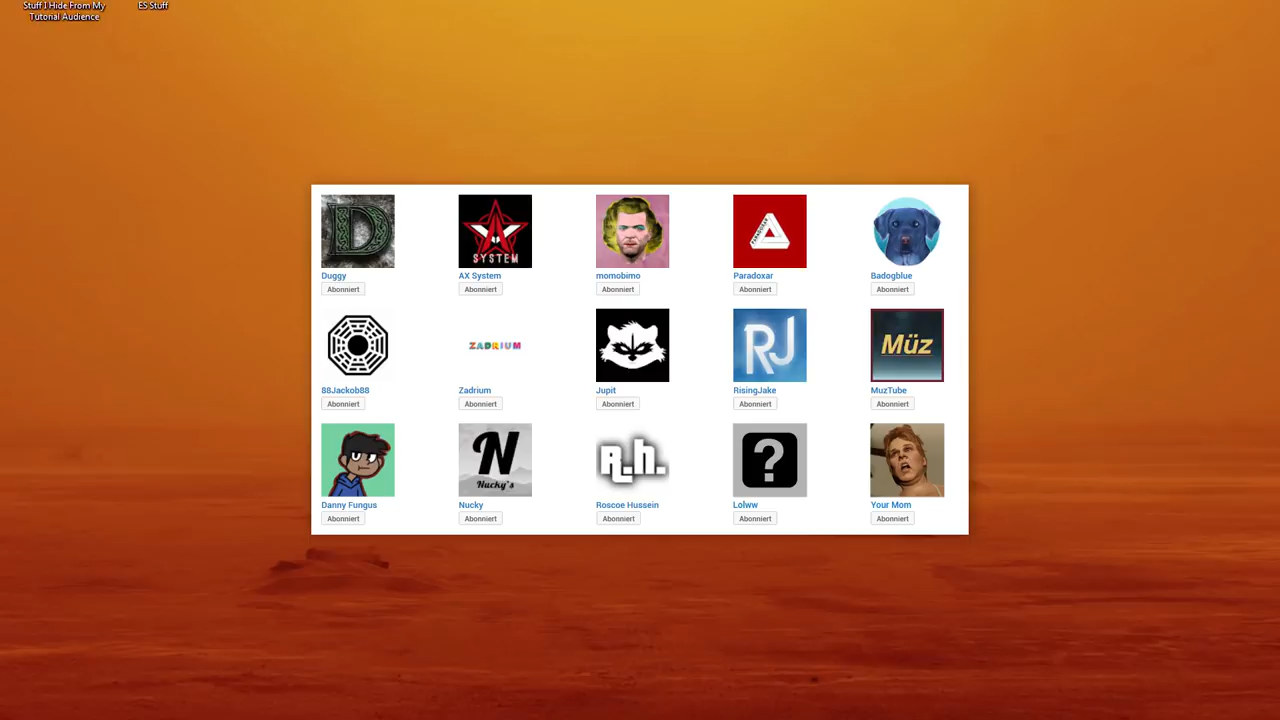 Stuff I Hide From My
Tutorial Audience
ES Stuff
D
SYSTEM
PARADOXAR
Duggy
AX System
momobimo
Paradoxar
Badogblue
Abonniert
Abonniert
Abonniert
Abonniert
Abonniert
ZADRIUM
RJ
Müz
88Jackob88
Zadrium
Jupit
RisingJake
MuzTube
Abonniert
Abonniert
Abonniert
Abonniert
Abonniert
N
Nucky's
R.h.
?
Danny Fungus
Nucky
Roscoe Hussein
Lolww
Your Mom
Abonniert
Abonniert
Abonniert
Abonniert
Abonniert